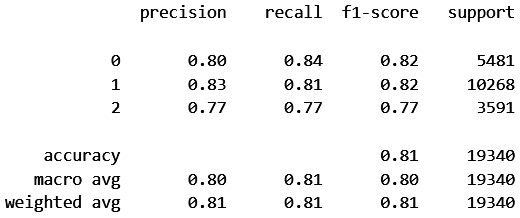 precision recall f1-score support
0 0.80 0.84 0.82 5481
1 0.83 0.81 0.82 10268
2 0.77 0.77 0.77 3591
accuracy 0.81 19340
macro avg 0.80 0.81 0.80 19340
weighted avg 0.81 0.81 0.81 19340